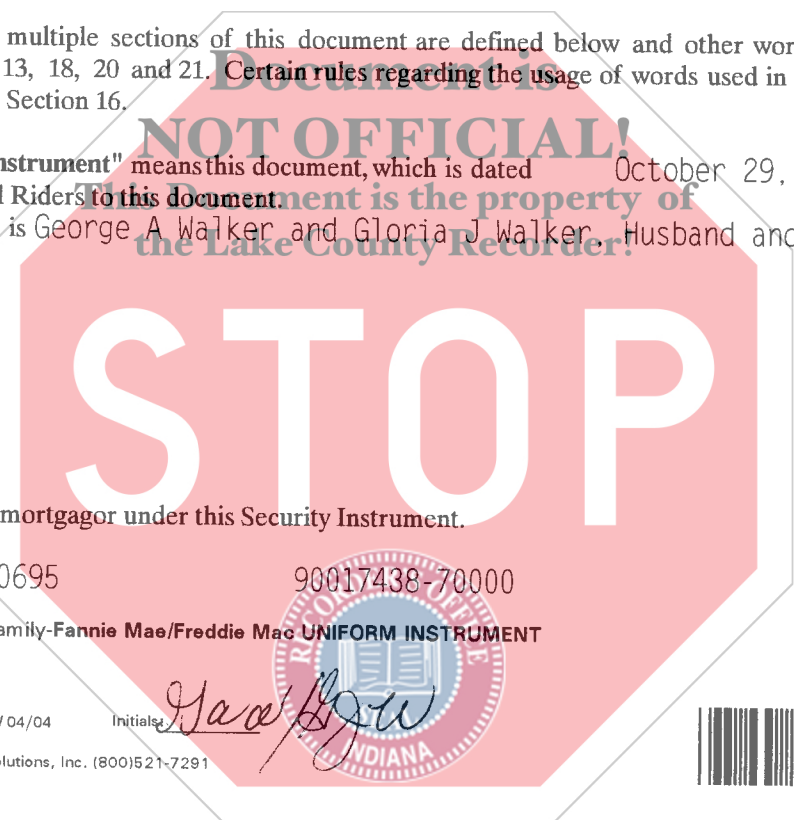 multiple sections of this document are defined below and other wor
Document is
13, 18, 20 and 21. Certain rules regarding the usage of words used in
Section 16.
NOT OFFICIAL!
nstrument" means this document, which is dated October 29,
l Riders to this document.
This Document is the property of
is George A Walker and Gloria J Walker, Husband and
the Lake County Recorder!
STOP
mortgagor under this Security Instrument.
0695 90017438-70000
amily-Fannie Mae/Freddie Mac UNIFORM INSTRUMENT
RECORDER'S OFFICE
/04/04 Initials:
INDIANA
olutions, Inc. (800)521-7291